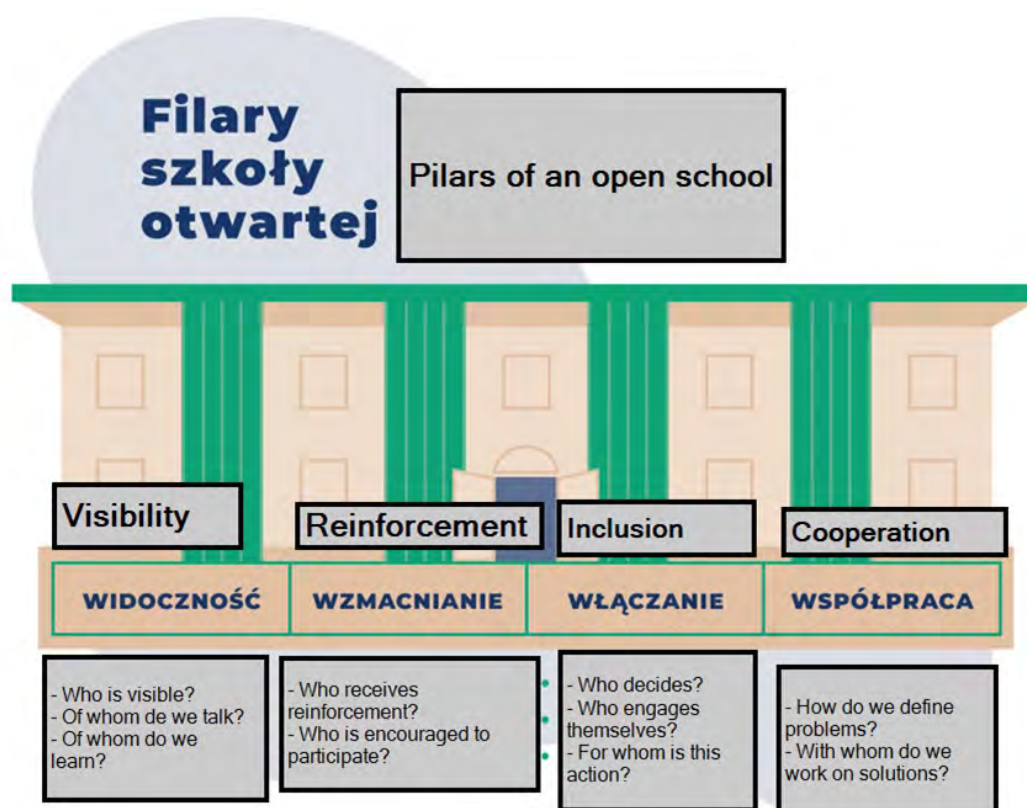 Filary
szkoły
otwartej
Pilars of an open school
Visibility
Reinforcement
Inclusion
Cooperation
WIDOCZNOŚĆ
WZMACNIANIE
WŁĄCZANIE
WSPÓŁPRACA
- Who is visible?
- Of whom de we talk?
- Of whom do we
learn?
- Who receives
reinforcement?
- Who is encouraged to
participate?
- Who decides?
- Who engages
themselves?
- For whom is this
action?
- How do we define
problems?
- With whom do we
work on solutions?